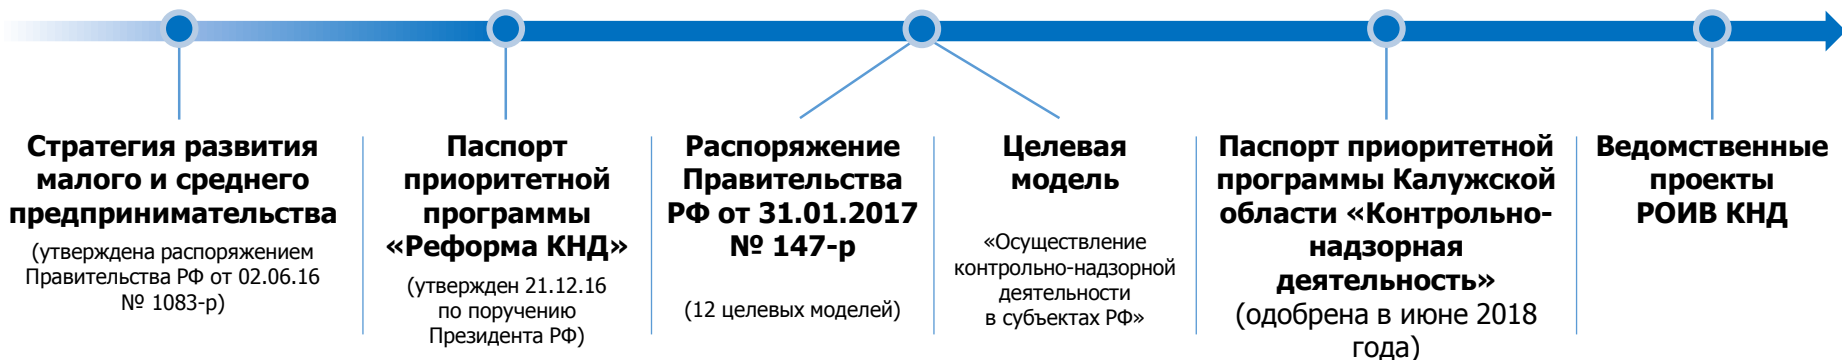 Стратегия развития
малого и среднего
предпринимательства
(утверждена распоряжением
Правительства РФ от 02.06.16
№ 1083-р)
Паспорт
приоритетной
программы
«Реформа КНД»
(утвержден 21.12.16
по поручению
Президента РФ)
Распоряжение
Правительства
РФ от 31.01.2017
№ 147-р
(12 целевых моделей)
Целевая
модель
«Осуществление
контрольно-надзорной
деятельности
в субъектах РФ»
Паспорт приоритетной
программы Калужской
области «Контрольно-
надзорная
деятельность»
(одобрена в июне 2018
года)
Ведомственные
проекты
РОИВ КНД